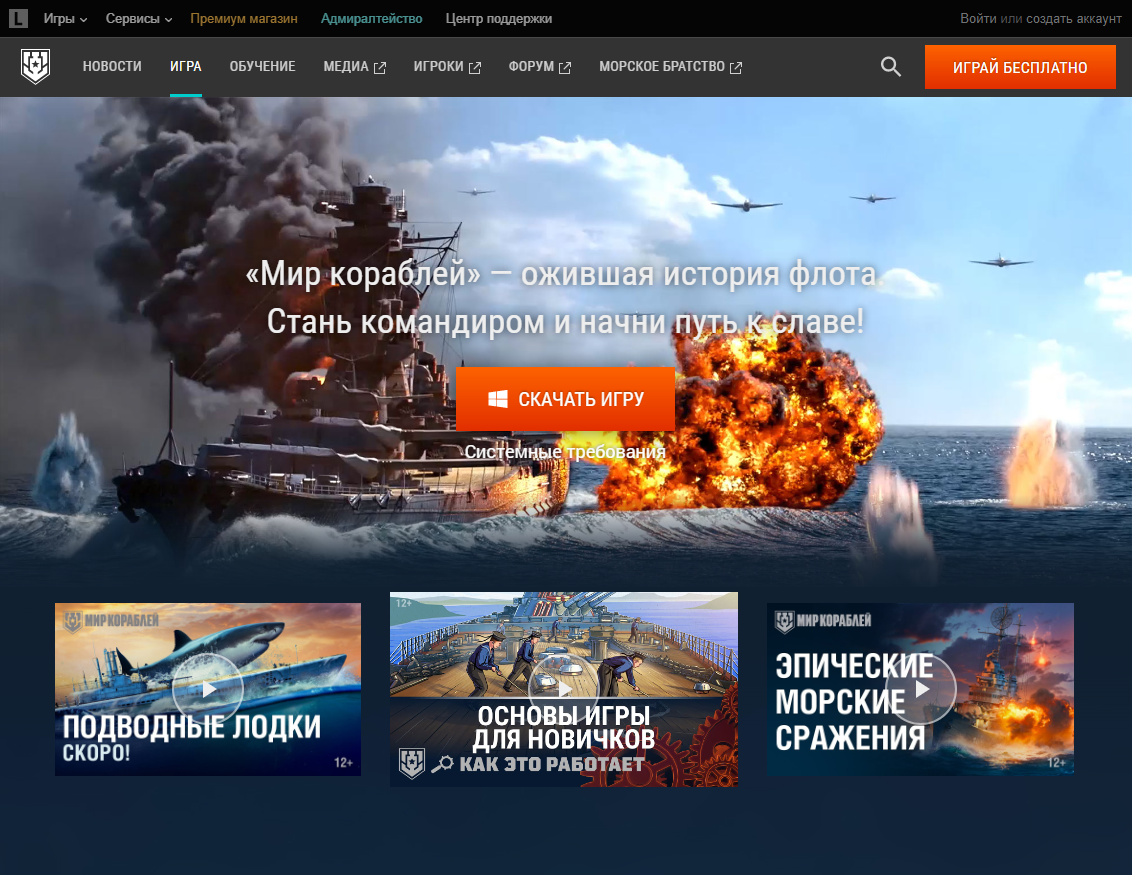 L Игры Сервисы Премиум магазин Адмиралтейство Центр поддержки Войти или создать аккаунт
НОВОСТИ ИГРА ОБУЧЕНИЕ МЕДИА ИГРОКИ ФОРУМ МОРСКОЕ БРАТСТВО ИГРАЙ БЕСПЛАТНО
«Мир кораблей» — ожившая история флота.
Стань командиром и начни путь к славе!
СКАЧАТЬ ИГРУ
Системные требования
МИР КОРАБЛЕЙ
ПОДВОДНЫЕ ЛОДКИ
СКОРО!
12+
12+
ОСНОВЫ ИГРЫ
ДЛЯ НОВИЧКОВ
КАК ЭТО РАБОТАЕТ
МИР КОРАБЛЕЙ
ЭПИЧЕСКИЕ
МОРСКИЕ
СРАЖЕНИЯ
12+